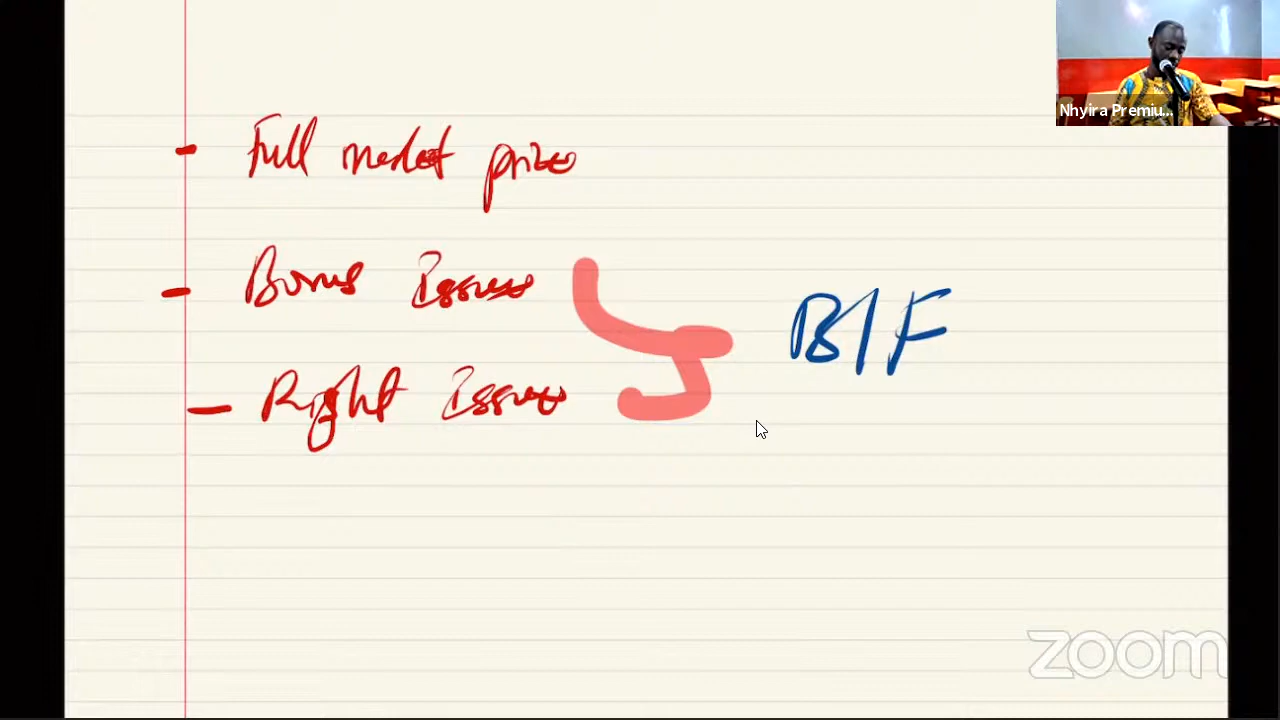 Nhyira Premiu...
- Full market price
- Bonus Issue
B/F
- Right Issue
zoom